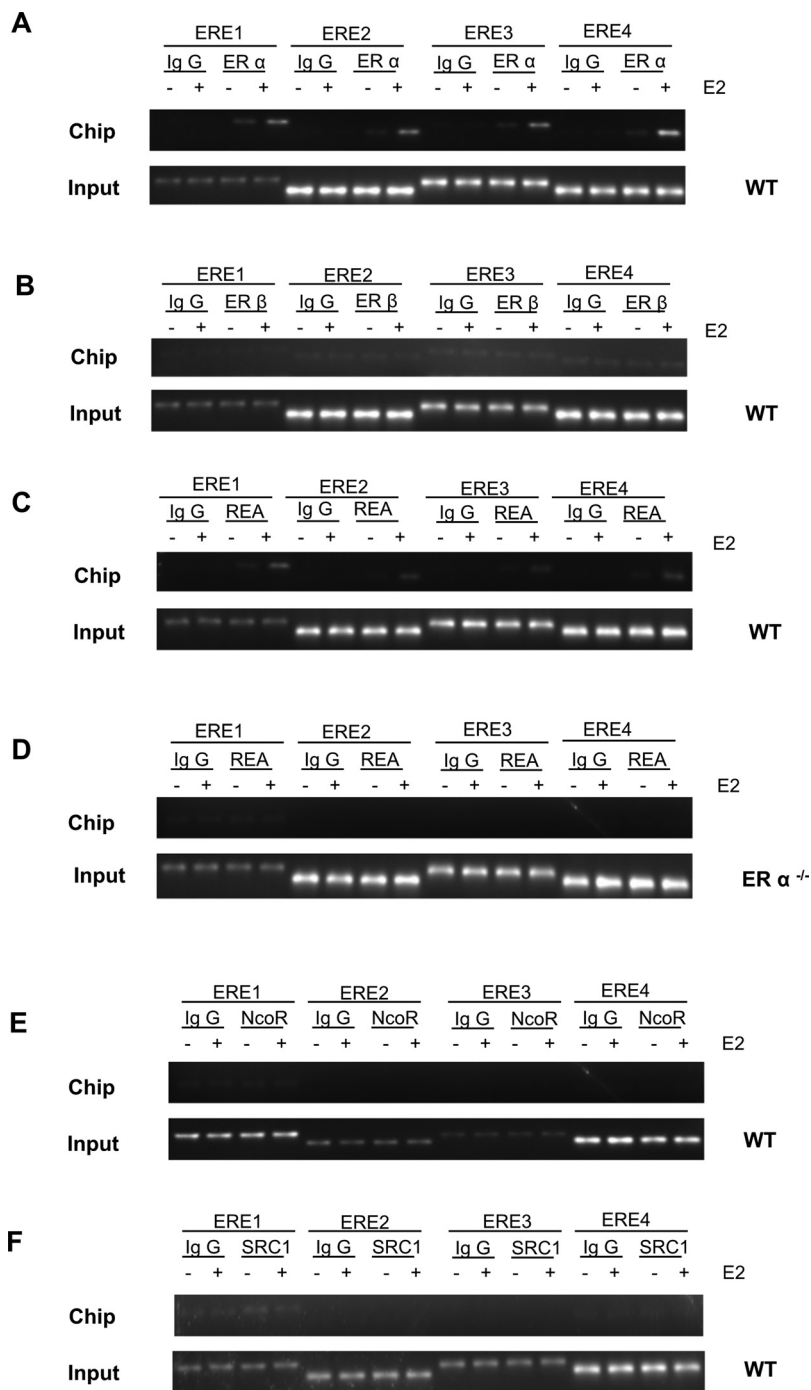 A
ERE1 ERE2 ERE3 ERE4
Ig G ER α Ig G ER α Ig G ER α Ig G ER α
- + - + - + - + - + - + - + - + E2
Chip
Input WT
B
ERE1 ERE2 ERE3 ERE4
Ig G ER β Ig G ER β Ig G ER β Ig G ER β
- + - + - + - + - + - + - + - + E2
Chip
Input WT
C
ERE1 ERE2 ERE3 ERE4
Ig G REA Ig G REA Ig G REA Ig G REA
- + - + - + - + - + - + - + - + E2
Chip
Input WT
D
ERE1 ERE2 ERE3 ERE4
Ig G REA Ig G REA Ig G REA Ig G REA
- + - + - + - + - + - + - + - + E2
Chip
Input ER α -/-
E
ERE1 ERE2 ERE3 ERE4
Ig G NcoR Ig G NcoR Ig G NcoR Ig G NcoR
- + - + - + - + - + - + - + - + E2
Chip
Input WT
F
ERE1 ERE2 ERE3 ERE4
Ig G SRC1 Ig G SRC1 Ig G SRC1 Ig G SRC1
- + - + - + - + - + - + - + - + E2
Chip
Input WT